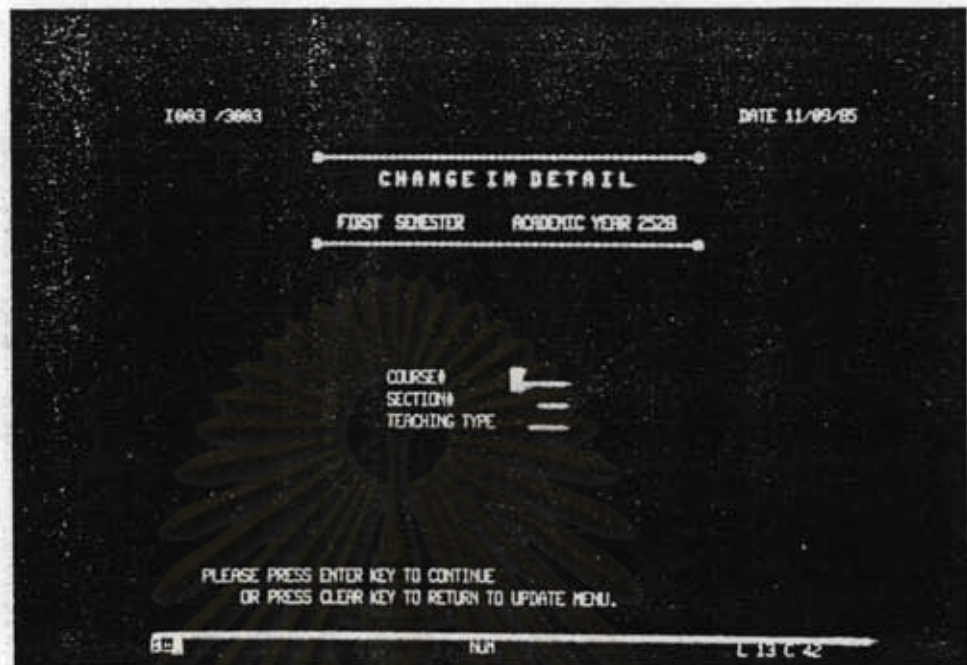 I003 /3003 DATE 11/09/85
CHANGE IN DETAIL
FIRST SEMESTER ACADEMIC YEAR 2528
COURSE#
SECTION#
TEACHING TYPE
PLEASE PRESS ENTER KEY TO CONTINUE
OR PRESS CLEAR KEY TO RETURN TO UPDATE MENU.
NUM L 13 C 42